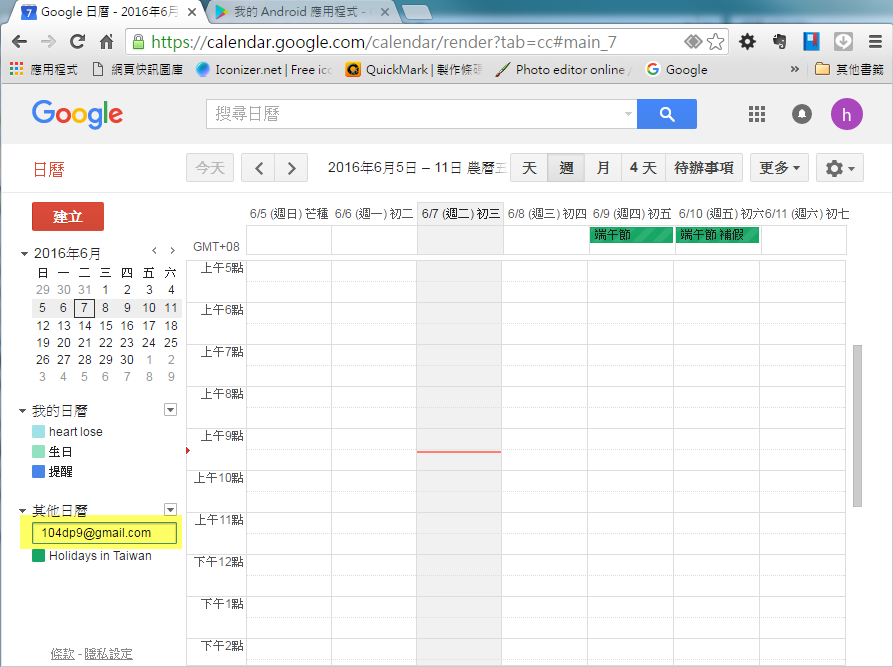 Google 日曆 - 2016年6月
我的 Android 應用程式 -
https://calendar.google.com/calendar/render?tab=cc#main_7
應用程式 網頁快訊圖庫 Iconizer.net | Free QuickMark | 製作條 Photo editor online Google » 其他書籤
Google 搜尋日曆 h
日曆 今天 2016年6月5日 – 11日 農曆五 天 週 月 4 天 待辦事項 更多
建立
6/5 (週日) 芒種 6/6 (週一) 初二 6/7 (週二) 初三 6/8 (週三) 初四 6/9 (週四) 初五 6/10 (週五) 初六 6/11 (週六) 初七
GMT+08 端午節 端午節 補假
2016年6月
日 一 二 三 四 五 六
29 30 31 1 2 3 4
5 6 7 8 9 10 11
12 13 14 15 16 17 18
19 20 21 22 23 24 25
26 27 28 29 30 1 2
3 4 5 6 7 8 9
我的日曆
heart lose
生日
提醒
其他日曆
104dp9@gmail.com
Holidays in Taiwan
條款 - 隱私設定
上午5點
上午6點
上午7點
上午8點
上午9點
上午10點
上午11點
下午12點
下午1點
下午2點